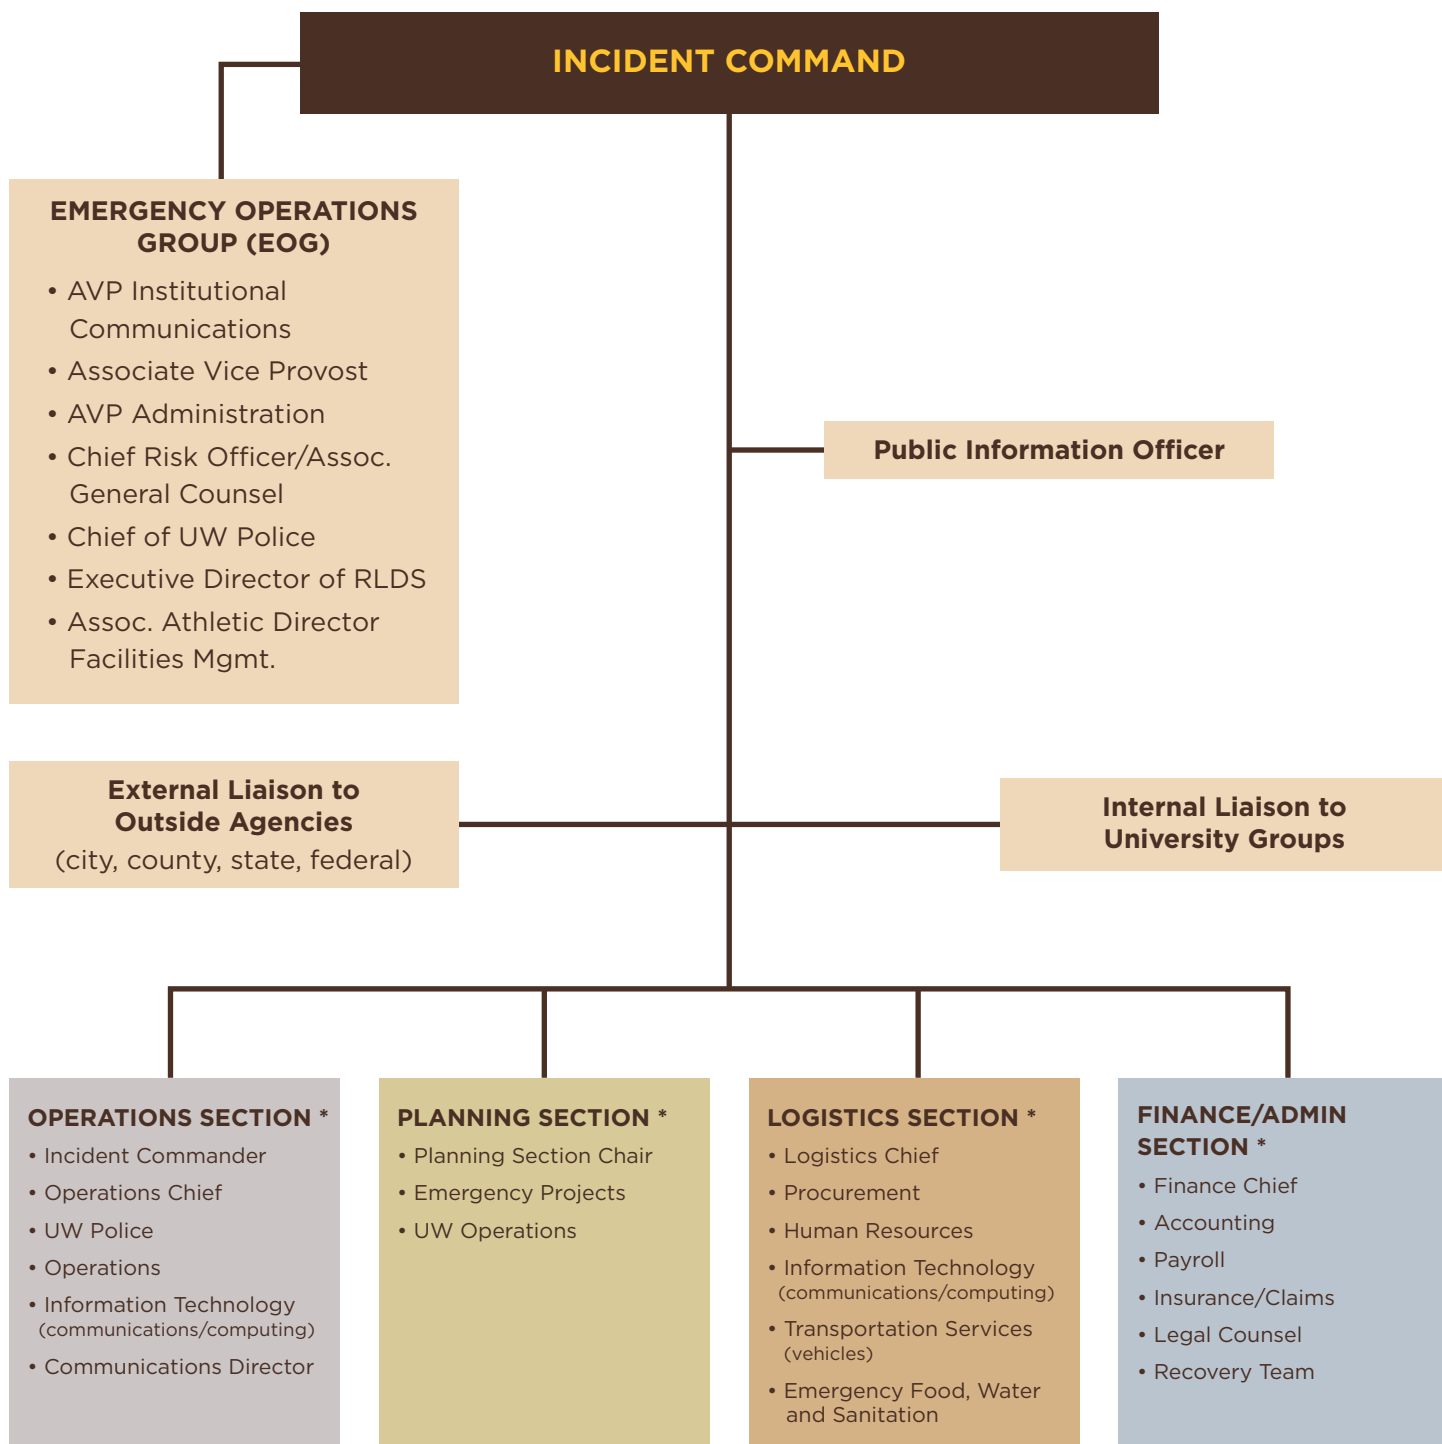 INCIDENT COMMAND
EMERGENCY OPERATIONS
GROUP (EOG)
• AVP Institutional
Communications
• Associate Vice Provost
• AVP Administration
• Chief Risk Officer/Assoc.
General Counsel
• Chief of UW Police
• Executive Director of RLDS
• Assoc. Athletic Director
Facilities Mgmt.
Public Information Officer
External Liaison to
Outside Agencies
(city, county, state, federal)
Internal Liaison to
University Groups
OPERATIONS SECTION *
• Incident Commander
• Operations Chief
• UW Police
• Operations
• Information Technology
(communications/computing)
• Communications Director
PLANNING SECTION *
• Planning Section Chair
• Emergency Projects
• UW Operations
LOGISTICS SECTION *
• Logistics Chief
• Procurement
• Human Resources
• Information Technology
(communications/computing)
• Transportation Services
(vehicles)
• Emergency Food, Water
and Sanitation
FINANCE/ADMIN
SECTION *
• Finance Chief
• Accounting
• Payroll
• Insurance/Claims
• Legal Counsel
• Recovery Team